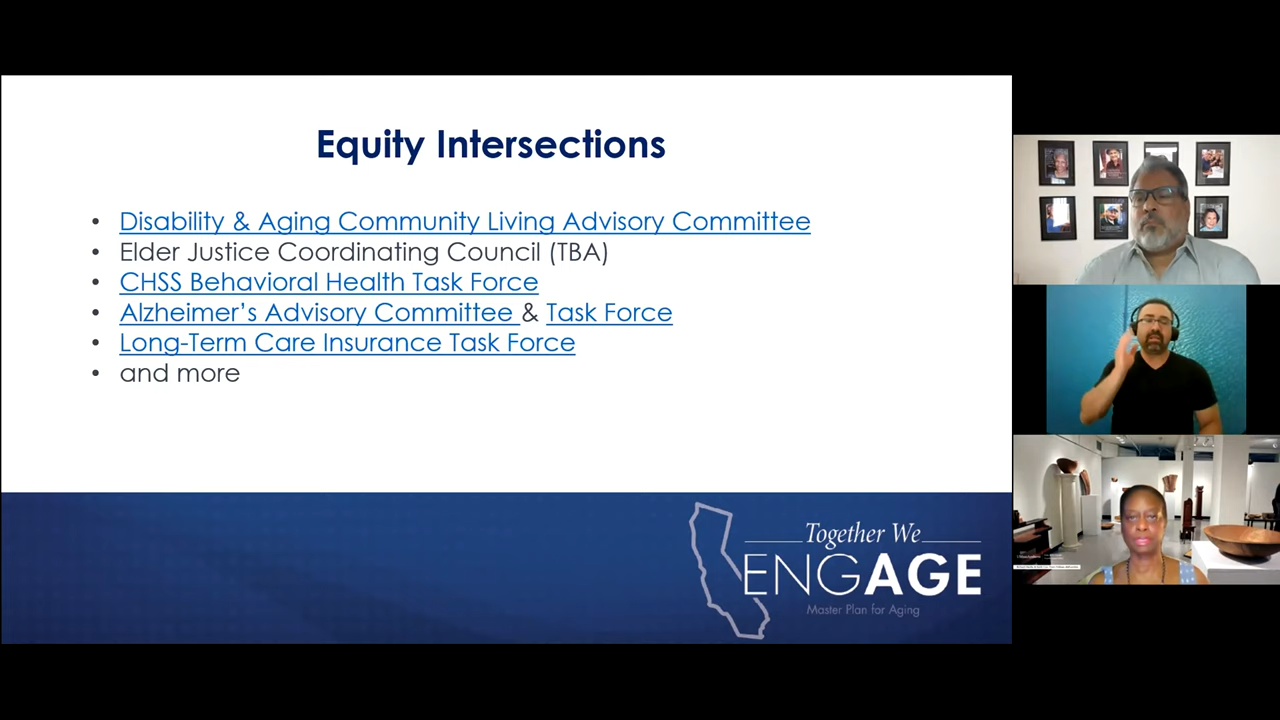 Equity Intersections
• Disability & Aging Community Living Advisory Committee
• Elder Justice Coordinating Council (TBA)
• CHSS Behavioral Health Task Force
• Alzheimer's Advisory Committee & Task Force
• Long-Term Care Insurance Task Force
• and more
Together We
ENGAGE
Master Plan for Aging